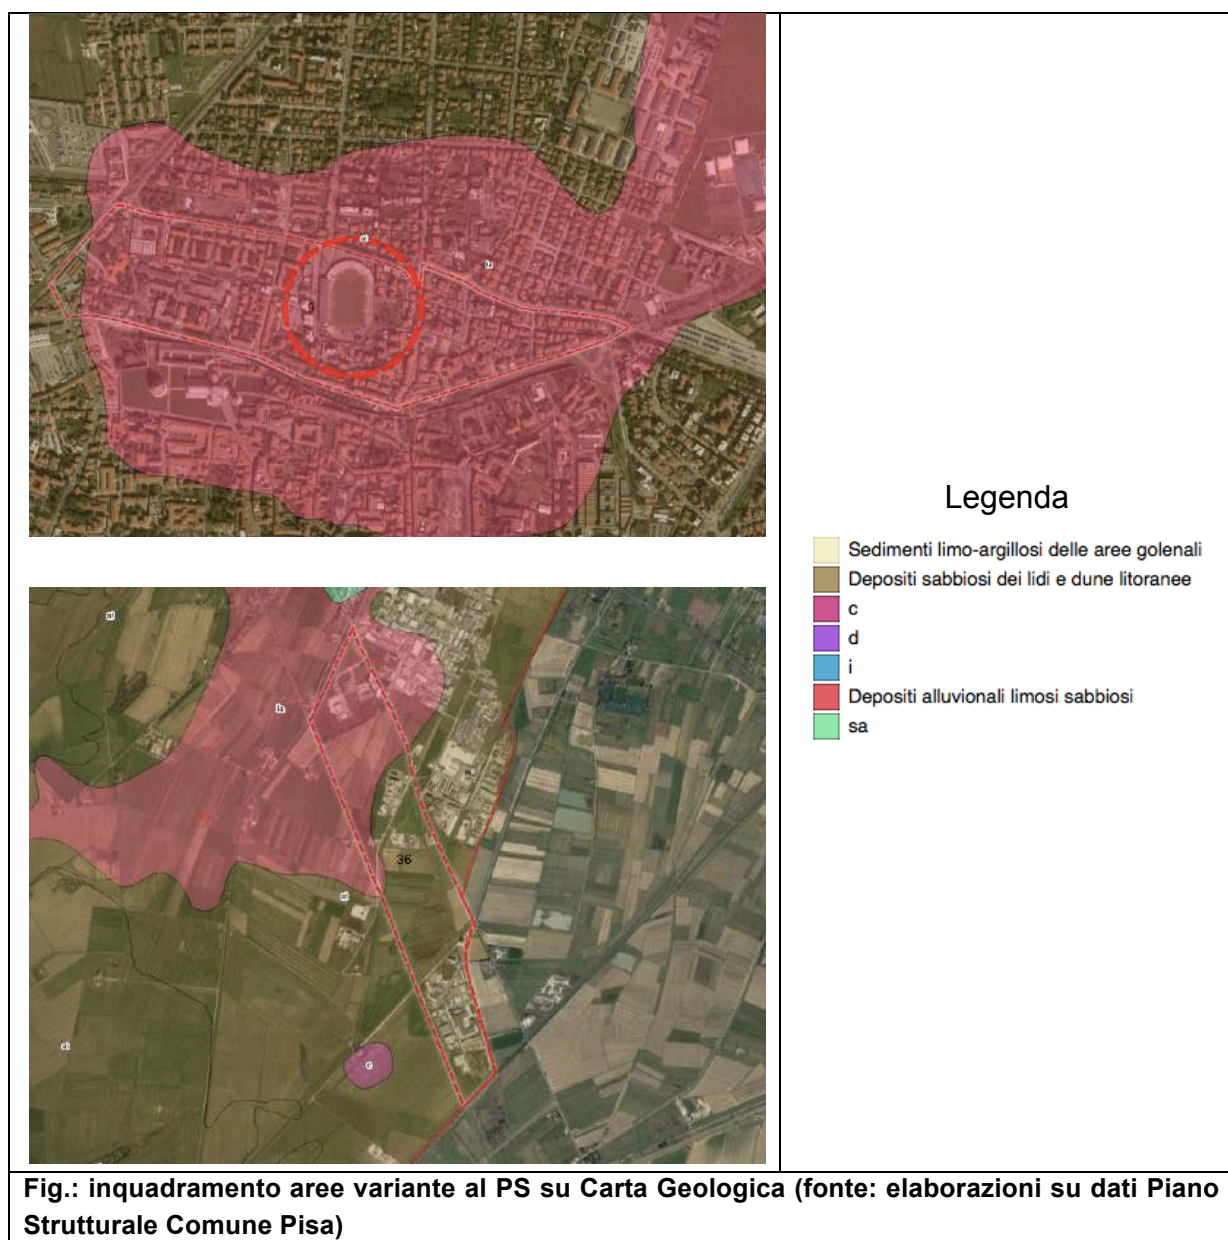 36
Legenda
Sedimenti limo-argillosi delle aree golenali
Depositi sabbiosi dei lidi e dune litoranee
c
d
i
Depositi alluvionali limosi sabbiosi
sa
Fig.: inquadramento aree variante al PS su Carta Geologica (fonte: elaborazioni su dati Piano
Strutturale Comune Pisa)